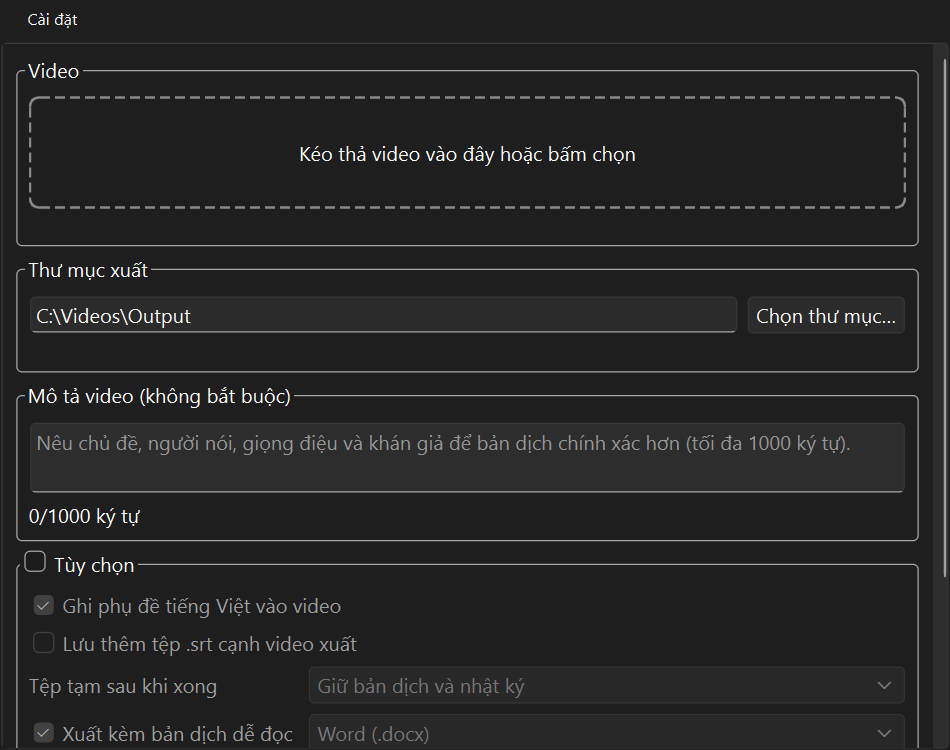 Cài đặt
Video
Kéo thả video vào đây hoặc bấm chọn
Thư mục xuất
C:\Videos\Output
Chọn thư mục...
Mô tả video (không bắt buộc)
Nêu chủ đề, người nói, giọng điệu và khán giả để bản dịch chính xác hơn (tối đa 1000 ký tự).
0/1000 ký tự
Tùy chọn
Ghi phụ đề tiếng Việt vào video
Lưu thêm tệp .srt cạnh video xuất
Tệp tạm sau khi xong
Giữ bản dịch và nhật ký
Xuất kèm bản dịch dễ đọc
Word (.docx)